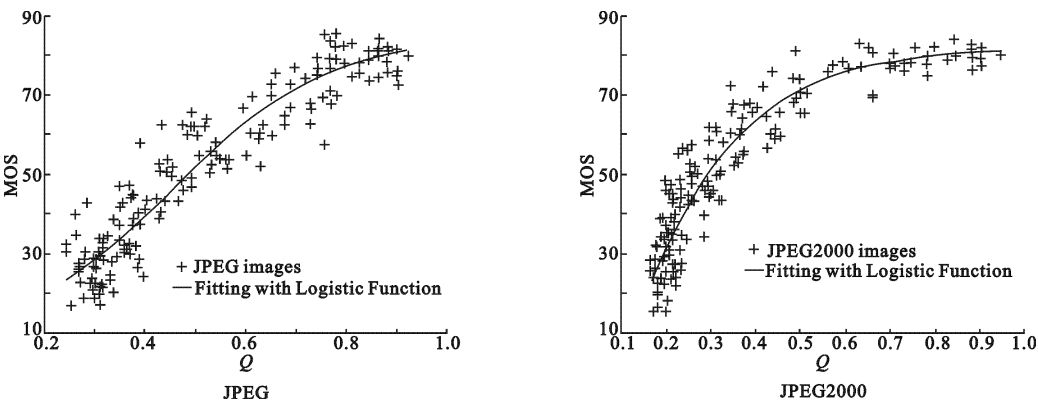 90
70
50
30
10
MOS
0.2 0.4 0.6 0.8 1.0
Q
JPEG images
Fitting with Logistic Function
JPEG
90
70
50
30
10
MOS
0.1 0.2 0.3 0.4 0.5 0.6 0.7 0.8 0.9 1.0
Q
JPEG2000 images
Fitting with Logistic Function
JPEG2000